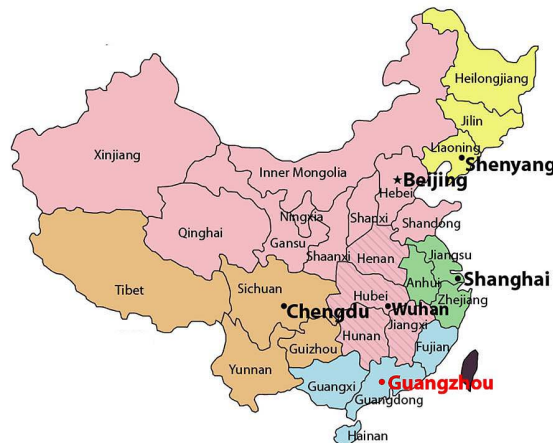 Heilongjiang
Jilin
Liaoning
Shenyang
Xinjiang
Inner Mongolia
Beijing
Hebei
Ningxia
Shanxi
Shandong
Qinghai
Gansu
Shaanxi
Henan
Jiangsu
Anhui
Shanghai
Tibet
Sichuan
Hubei
Zhejiang
Chengdu
Wuhan
Jiangxi
Hunan
Guizhou
Fujian
Yunnan
Guangxi
Guangzhou
Guangdong
Hainan